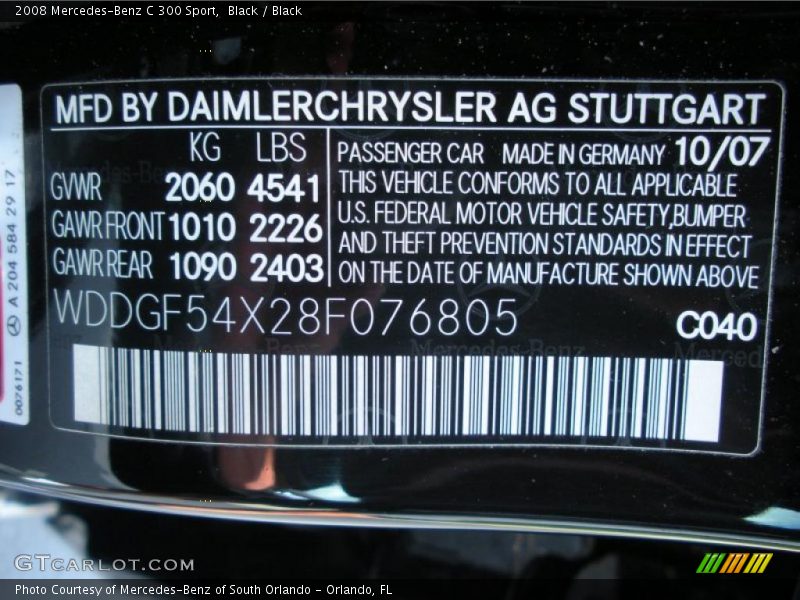 2008 Mercedes-Benz C 300 Sport,  Black / Black
MFD BY DAIMLERCHRYSLER AG STUTTGART
KG LBS
GVWR 2060 4541
GAWR FRONT 1010 2226
GAWR REAR 1090 2403
PASSENGER CAR MADE IN GERMANY 10/07
THIS VEHICLE CONFORMS TO ALL APPLICABLE
U.S. FEDERAL MOTOR VEHICLE SAFETY, BUMPER
AND THEFT PREVENTION STANDARDS IN EFFECT
ON THE DATE OF MANUFACTURE SHOWN ABOVE
WDDGF54X28F076805
C040
A 204 584 29 17
0076171
Mercedes-Benz
GTCARLOT.COM
Photo Courtesy of Mercedes-Benz of South Orlando - Orlando, FL